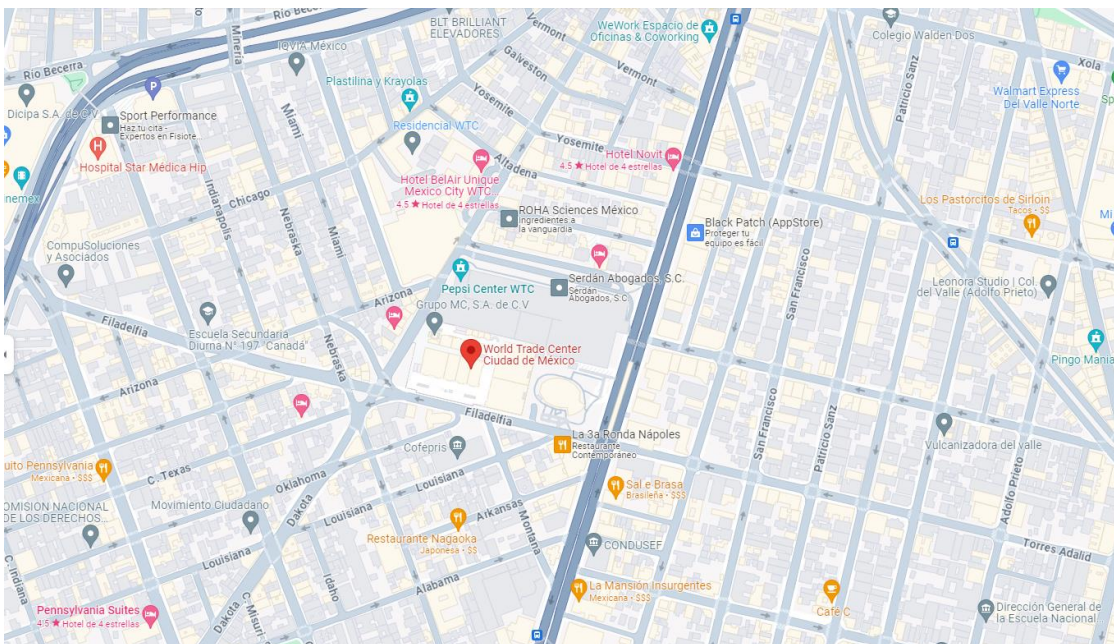 Río Becerra
BLT BRILLIANT
ELEVADORES
Vermont
WeWork Espacio de
Oficinas & Coworking
Colegio Walden Dos
Xola
Minería
IQVIA México
Galveston
Vermont
Patricio Sanz
Río Becerra
Plastilina y Krayolas
Yosemite
Walmart Express
Del Valle Norte
Dicipa S.A. de C.V
Sport Performance
Haz tu cita -
Expertos en Fisiote...
Miami
Residencial WTC
Yosemite
Hospital Star Médica Hip
Altadena
Hotel Novit
4.5 ★ Hotel de 4 estrellas
Hotel BelAir Unique
Mexico City WTC...
4.5 ★ Hotel de 4 estrellas
Indianapolis
Chicago
Nebraska
Miami
ROHA Sciences México
Ingredientes a
la vanguardia
Black Patch (AppStore)
Proteger tu
equipo es fácil
Los Pastorcitos de Sirloin
Tacos - $$
CompuSoluciones
y Asociados
Pepsi Center WTC
Serdán Abogados, S.C.
Serdán
Abogados, S.C
San Francisco
Leonora Studio | Col.
del Valle (Adolfo Prieto)
Arizona
Grupo MC, S.A. de C.V
Filadelfia
Escuela Secundaria
Diurna N° 197 "Canadá"
Nebraska
World Trade Center
Ciudad de México
Pingo Mania
Arizona
Filadelfia
San Francisco
Patricio Sanz
La 3a Ronda Nápoles
Restaurante
Contemporáneo
Cofepris
Vulcanizadora del valle
uito Pennsylvania
Mexicana - $$$
C. Texas
Oklahoma
Louisiana
Sal e Brasa
Brasileña - $$$
Adolfo Prieto
OMISION NACIONAL
DE LOS DERECHOS...
Movimiento Ciudadano
Dakota
Louisiana
Arkansas
Restaurante Nagaoka
Japonesa - $$
Montana
CONDUSEF
Torres Adalid
Louisiana
C. Indiana
Idaho
Alabama
La Mansión Insurgentes
Mexicana - $$$
Café C
Pennsylvania Suites
4.5 ★ Hotel de 4 estrellas
Dakota
C. Misuri
Dirección General de
la Escuela Nacional...